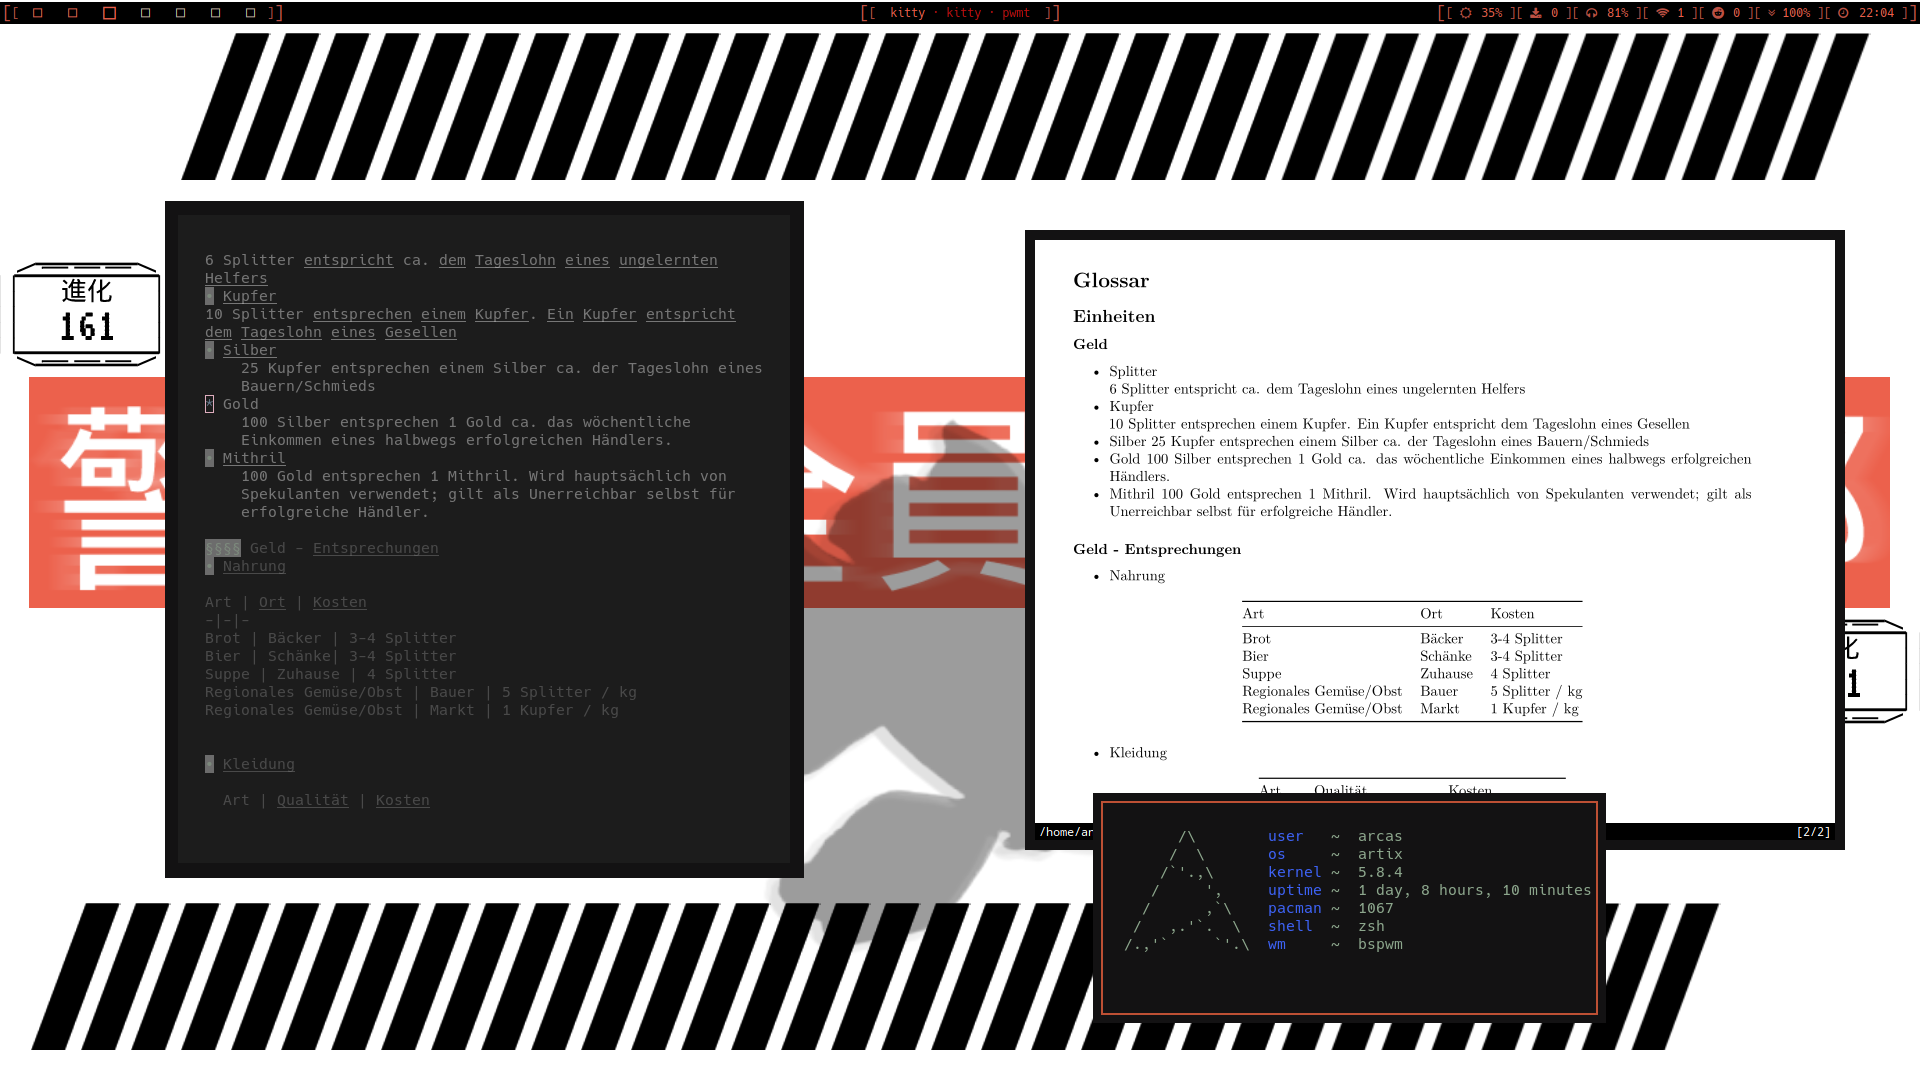 [[ ]]
[[ kitty · kitty · pwmt ]]
[[ 35% ][ 0 ][ 81% ][ 1 ][ 0 ][ 100% ][ 22:04 ]]
進化
161
6 Splitter entspricht ca. dem Tageslohn eines ungelernten
Helfers
* Kupfer
10 Splitter entsprechen einem Kupfer. Ein Kupfer entspricht
dem Tageslohn eines Gesellen
* Silber
25 Kupfer entsprechen einem Silber ca. der Tageslohn eines
Bauern/Schmieds
* Gold
100 Silber entsprechen 1 Gold ca. das wöchentliche
Einkommen eines halbwegs erfolgreichen Händlers.
* Mithril
100 Gold entsprechen 1 Mithril. Wird hauptsächlich von
Spekulanten verwendet; gilt als Unerreichbar selbst für
erfolgreiche Händler.
§§§§ Geld - Entsprechungen
* Nahrung
Art | Ort | Kosten
-|-|-
Brot | Bäcker | 3-4 Splitter
Bier | Schänke| 3-4 Splitter
Suppe | Zuhause | 4 Splitter
Regionales Gemüse/Obst | Bauer | 5 Splitter / kg
Regionales Gemüse/Obst | Markt | 1 Kupfer / kg
* Kleidung
Art | Qualität | Kosten
員
Glossar
Einheiten
Geld
• Splitter
6 Splitter entspricht ca. dem Tageslohn eines ungelernten Helfers
• Kupfer
10 Splitter entsprechen einem Kupfer. Ein Kupfer entspricht dem Tageslohn eines Gesellen
• Silber 25 Kupfer entsprechen einem Silber ca. der Tageslohn eines Bauern/Schmieds
• Gold 100 Silber entsprechen 1 Gold ca. das wöchentliche Einkommen eines halbwegs erfolgreichen
Händlers.
• Mithril 100 Gold entsprechen 1 Mithril. Wird hauptsächlich von Spekulanten verwendet; gilt als
Unerreichbar selbst für erfolgreiche Händler.
Geld - Entsprechungen
• Nahrung
Art Ort Kosten
Brot Bäcker 3-4 Splitter
Bier Schänke 3-4 Splitter
Suppe Zuhause 4 Splitter
Regionales Gemüse/Obst Bauer 5 Splitter / kg
Regionales Gemüse/Obst Markt 1 Kupfer / kg
• Kleidung
Art Qualität Kosten
/home/ar
[2/2]
化
1
user ~ arcas
os ~ artix
kernel ~ 5.8.4
uptime ~ 1 day, 8 hours, 10 minutes
pacman ~ 1067
shell ~ zsh
wm ~ bspwm